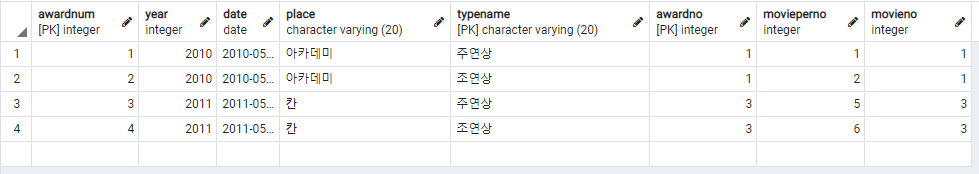 awardnum year date place typename awardno movieperno movieno
[PK] integer integer date character varying (20) [PK] character varying (20) [PK] integer integer integer
1 1 2010 2010-05... 아카데미 주연상 1 1 1
2 2 2010 2010-05... 아카데미 조연상 1 2 1
3 3 2011 2011-05... 칸 주연상 3 5 3
4 4 2011 2011-05... 칸 조연상 3 6 3